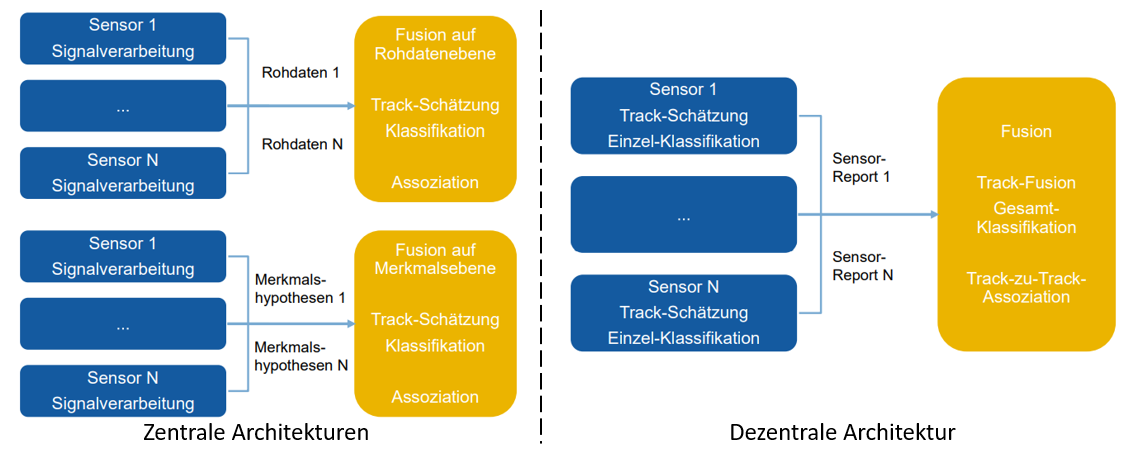 Sensor 1
Signalverarbeitung
...
Sensor N
Signalverarbeitung
Rohdaten 1
Rohdaten N
Fusion auf
Rohdatenebene
Track-Schätzung
Klassifikation
Assoziation
Sensor 1
Signalverarbeitung
...
Sensor N
Signalverarbeitung
Merkmals-
hypothesen 1
Merkmals-
hypothesen N
Fusion auf
Merkmalsebene
Track-Schätzung
Klassifikation
Assoziation
Zentrale Architekturen
Sensor 1
Track-Schätzung
Einzel-Klassifikation
...
Sensor N
Track-Schätzung
Einzel-Klassifikation
Sensor-
Report 1
Sensor-
Report N
Fusion
Track-Fusion
Gesamt-
Klassifikation
Track-zu-Track-
Assoziation
Dezentrale Architektur